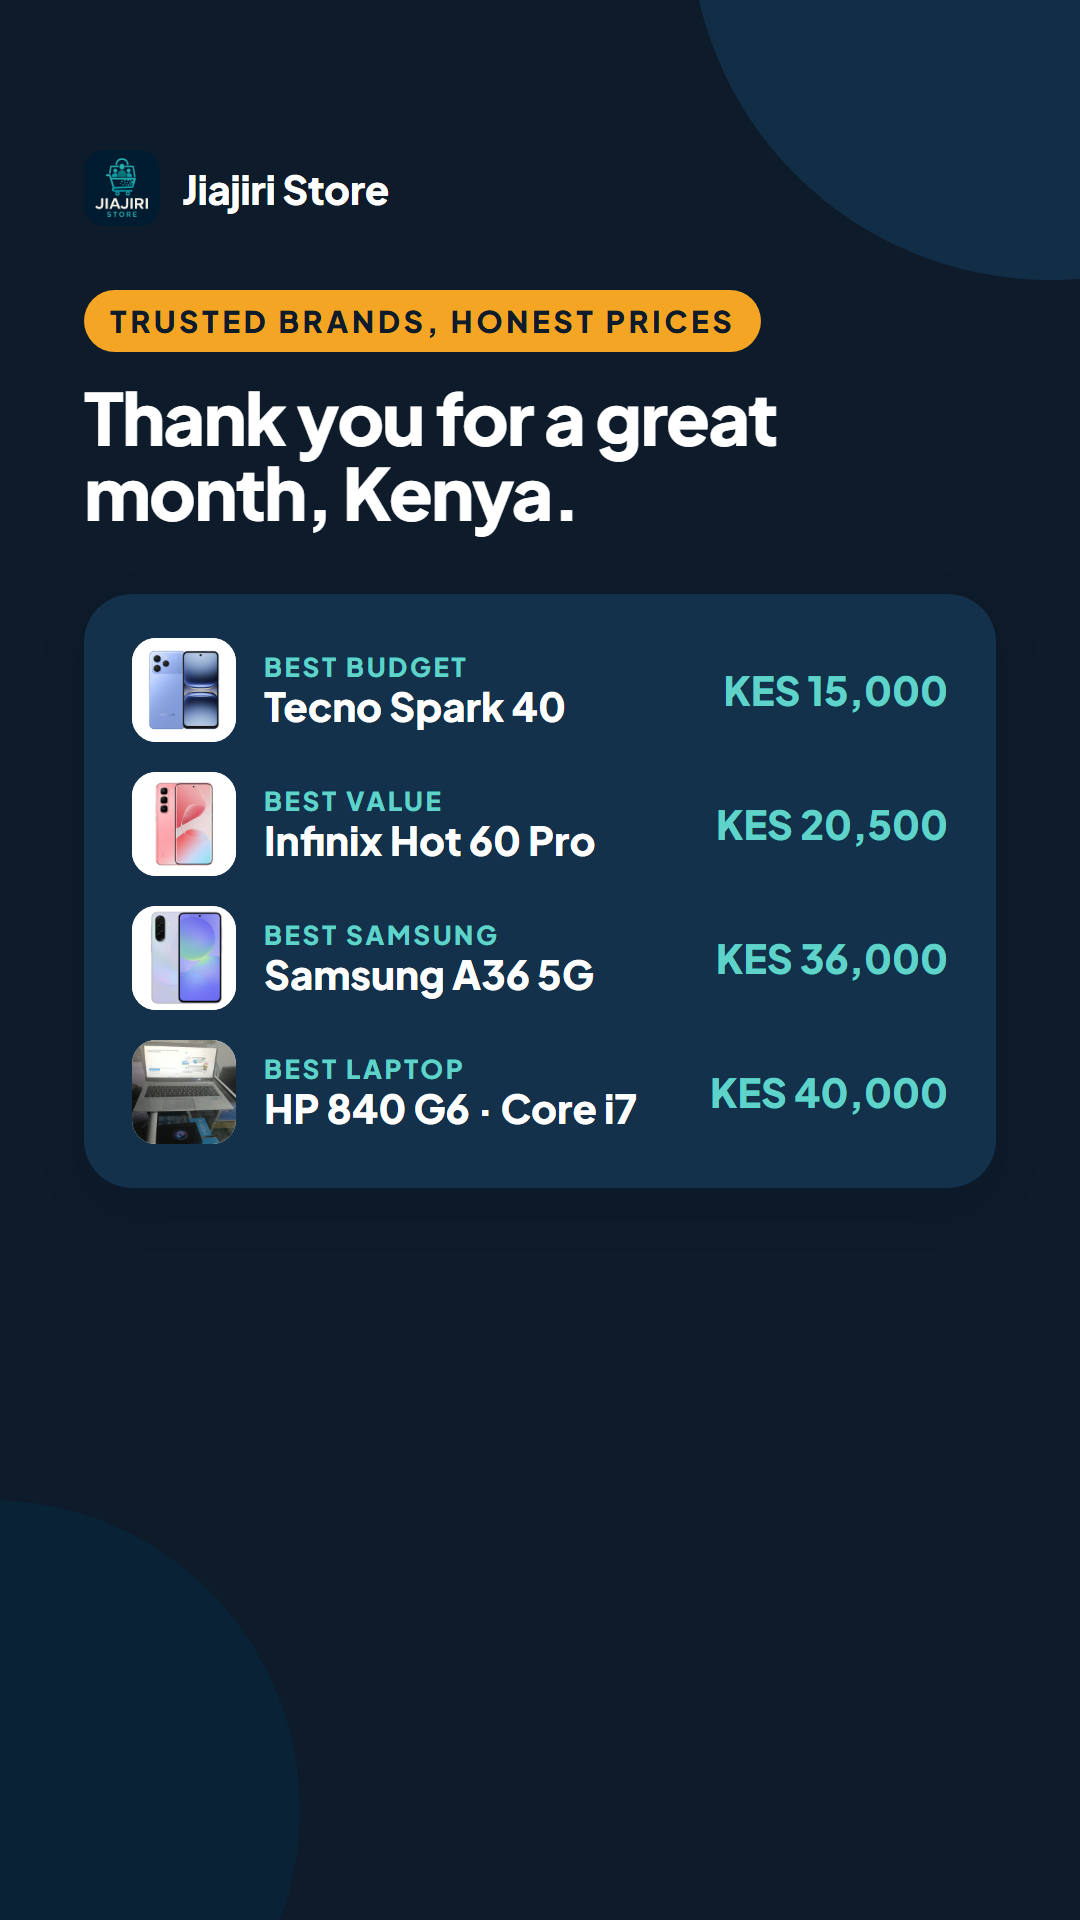 JIAJIRI
STORE
Jiajiri Store
TRUSTED BRANDS, HONEST PRICES
Thank you for a great
month, Kenya.
BEST BUDGET
Tecno Spark 40
KES 15,000
BEST VALUE
Infinix Hot 60 Pro
KES 20,500
BEST SAMSUNG
Samsung A36 5G
KES 36,000
BEST LAPTOP
HP 840 G6 · Core i7
KES 40,000